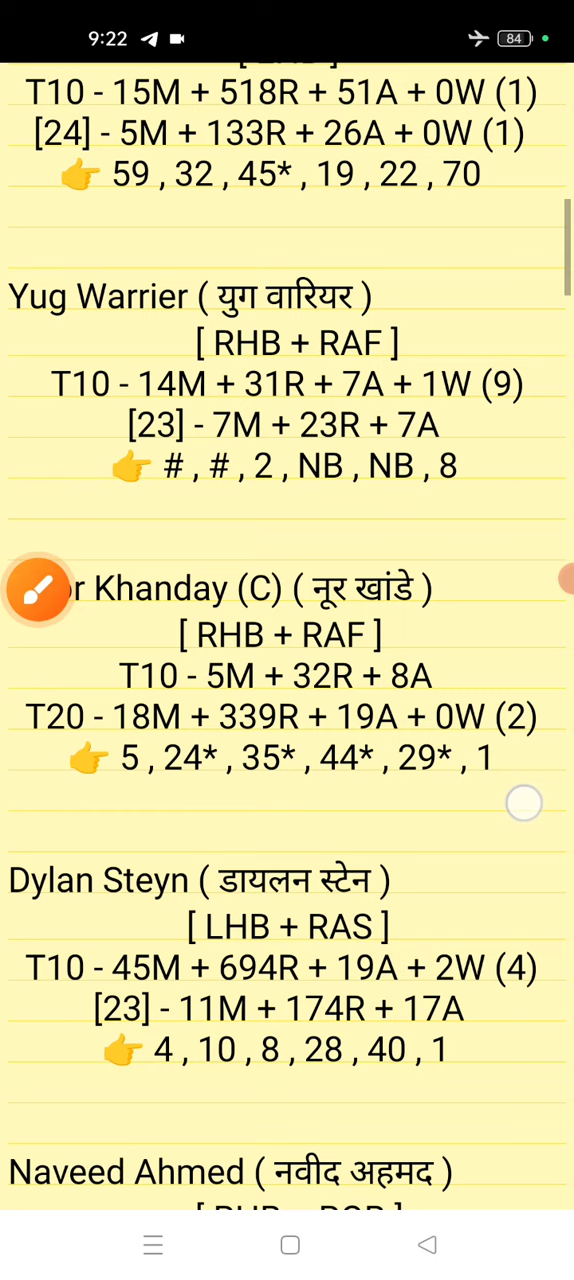 9:22
84
T10 - 15M + 518R + 51A + 0W (1)
[24] - 5M + 133R + 26A + 0W (1)
👉 59 , 32 , 45* , 19 , 22 , 70
Yug Warrier ( युग वारियर )
[ RHB + RAF ]
T10 - 14M + 31R + 7A + 1W (9)
[23] - 7M + 23R + 7A
👉 # , # , 2 , NB , NB , 8
r Khanday (C) ( नूर खांडे )
[ RHB + RAF ]
T10 - 5M + 32R + 8A
T20 - 18M + 339R + 19A + 0W (2)
👉 5 , 24* , 35* , 44* , 29* , 1
Dylan Steyn ( डायलन स्टेन )
[ LHB + RAS ]
T10 - 45M + 694R + 19A + 2W (4)
[23] - 11M + 174R + 17A
👉 4 , 10 , 8 , 28 , 40 , 1
Naveed Ahmed ( नवीद अहमद )